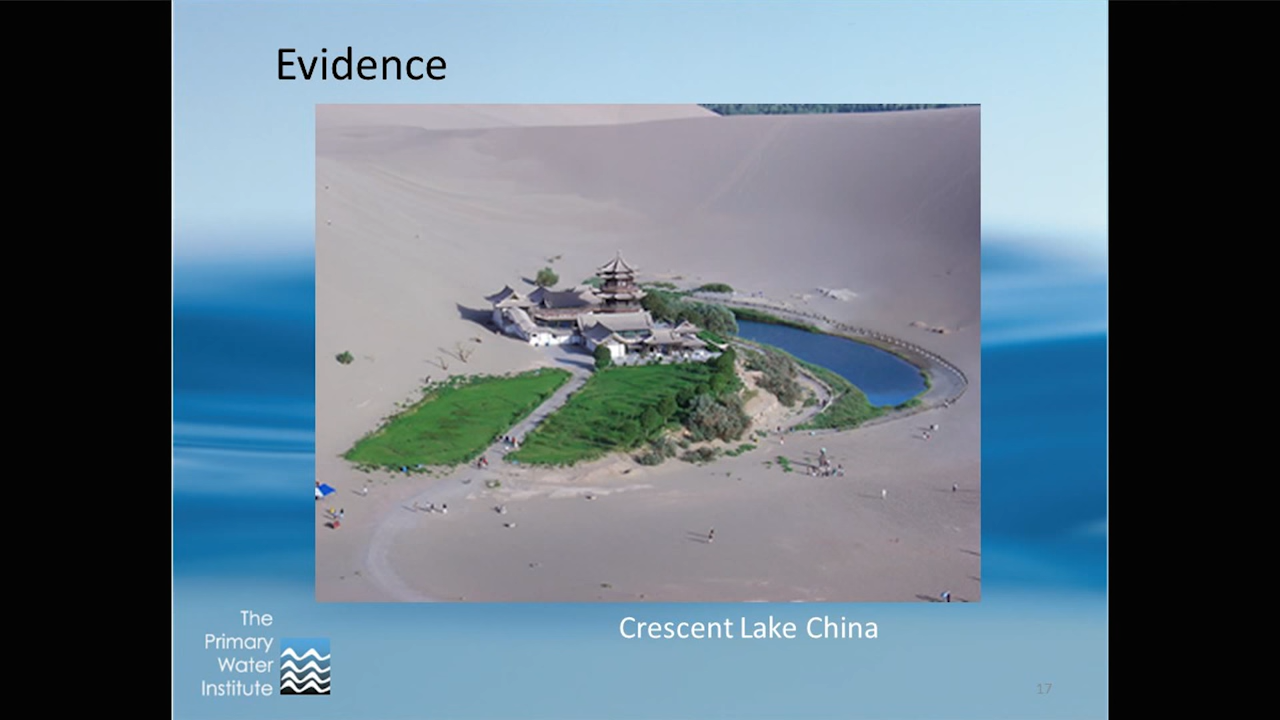 Evidence
Crescent Lake China
The
Primary
Water
Institute
17